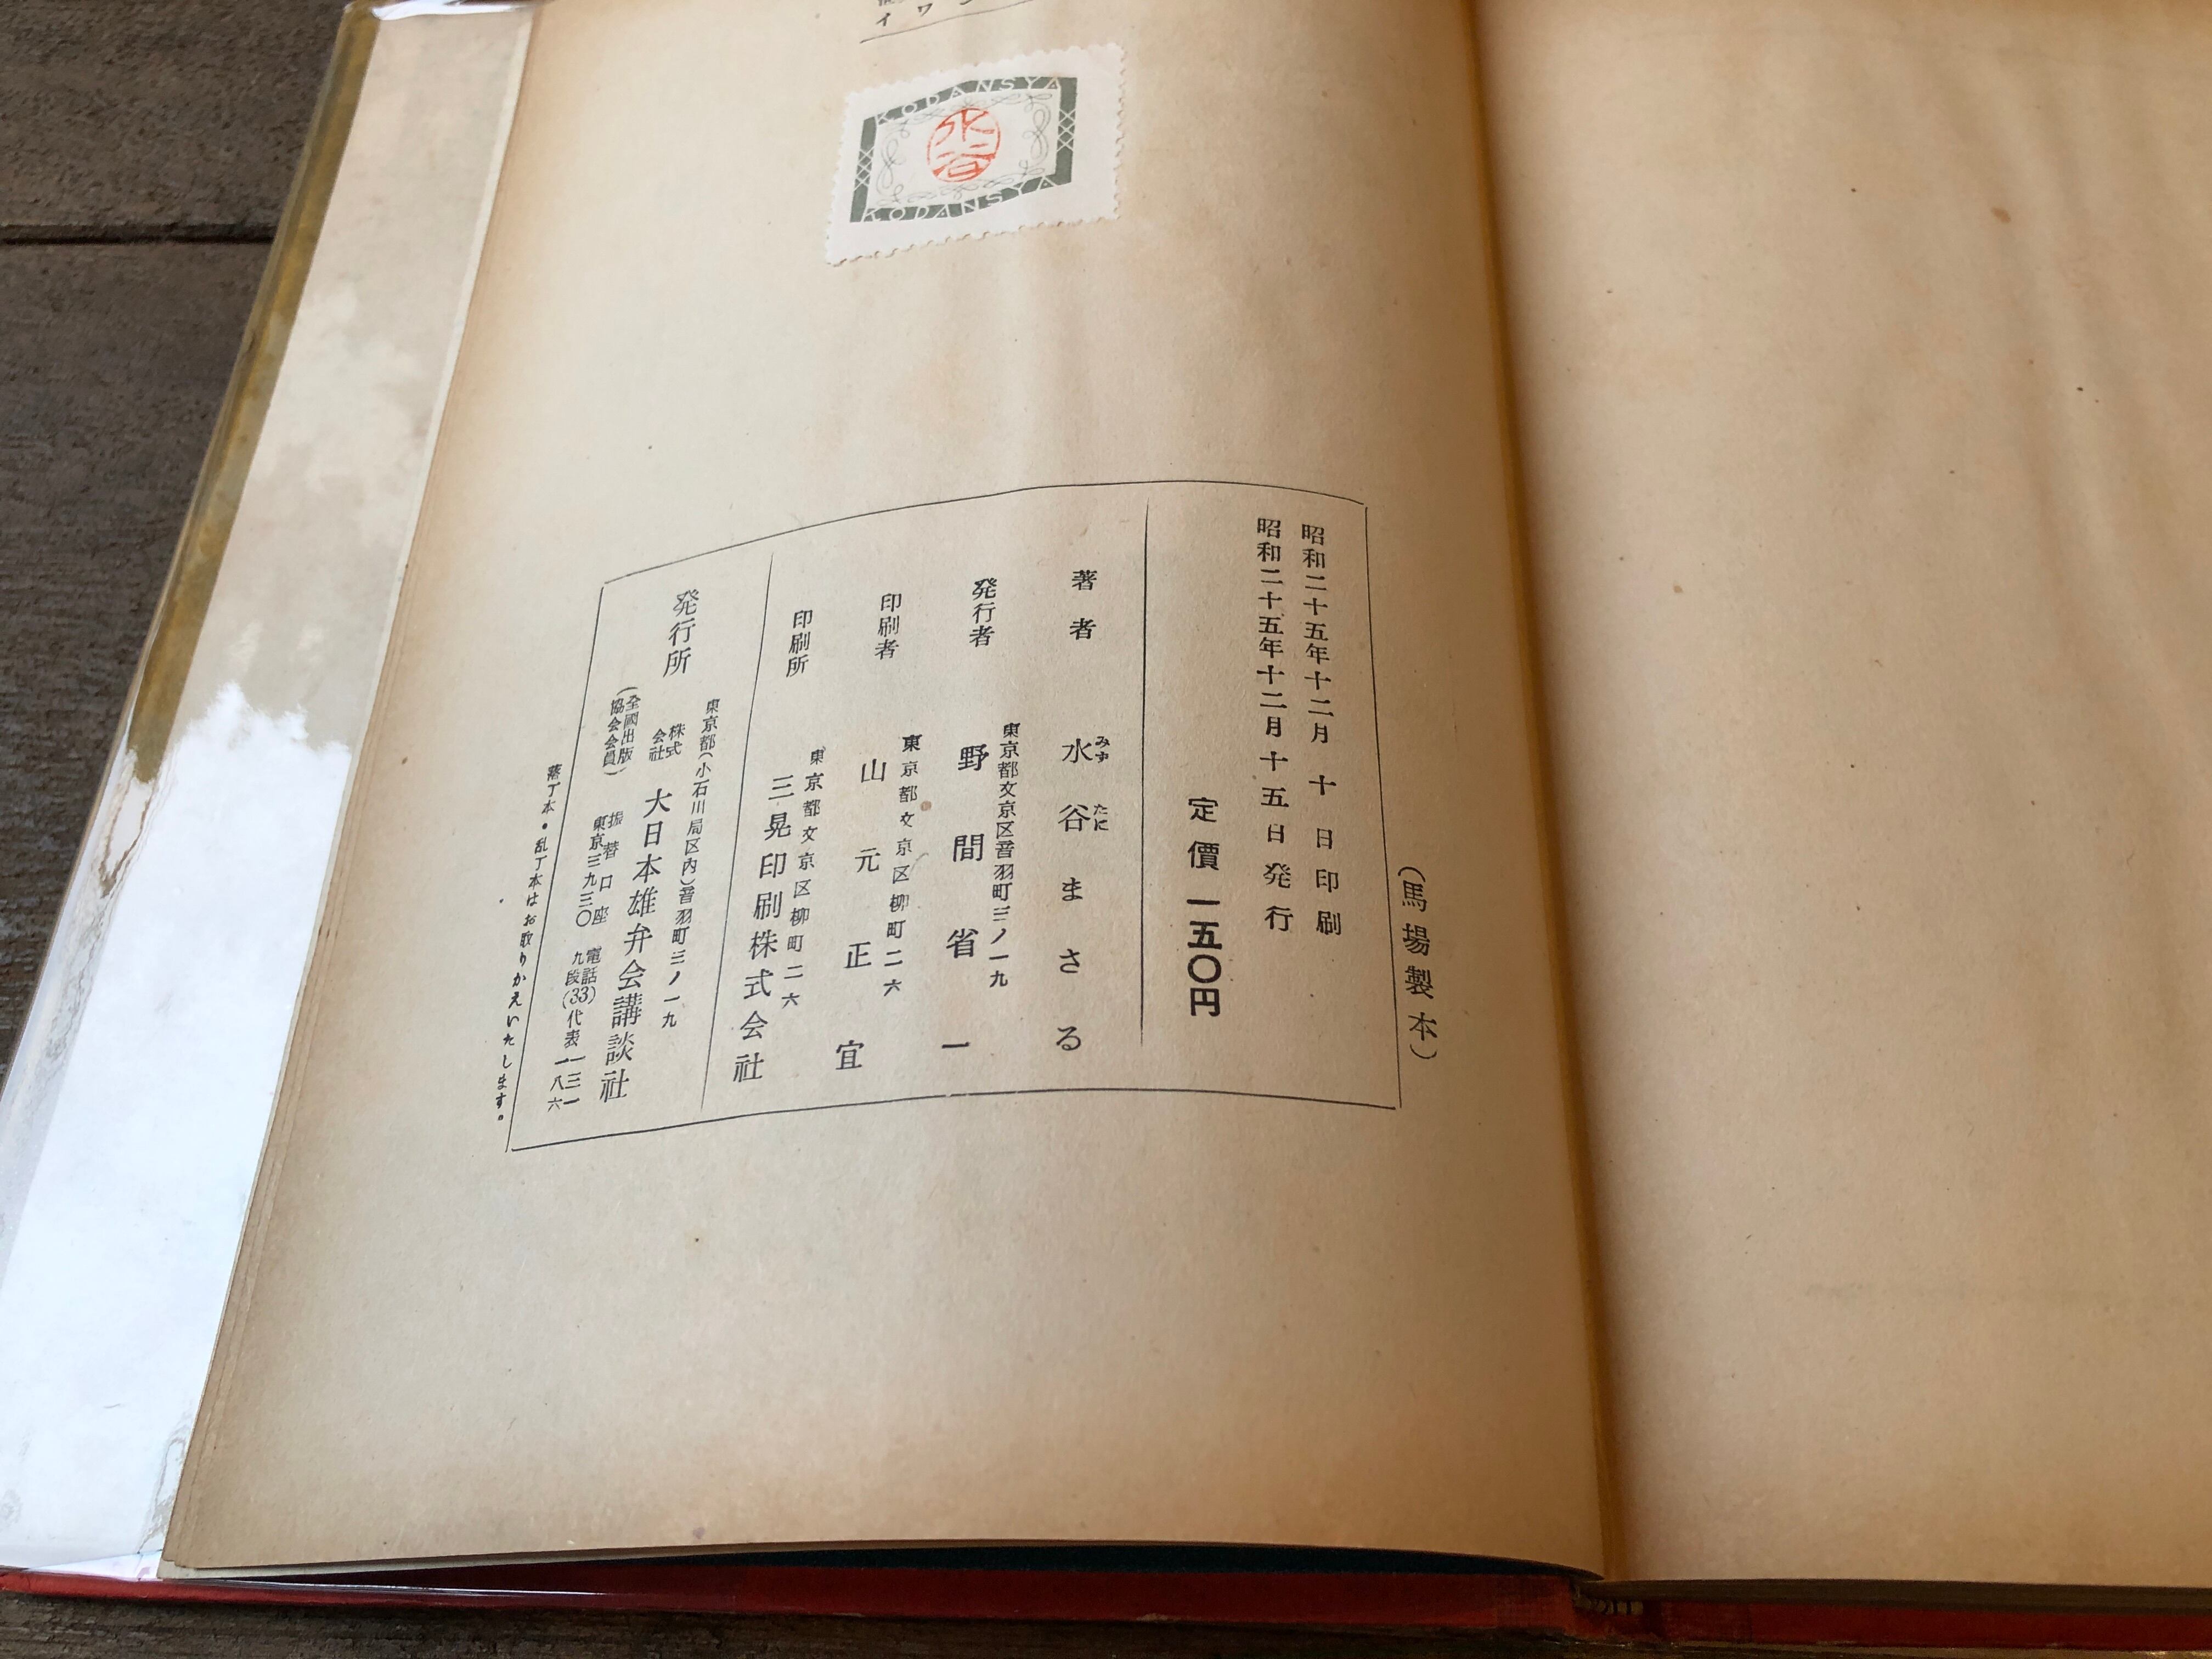 イワン
KODANSYA
水谷
KODANSYA
(馬場製本)
昭和二十五年十二月十日印刷
昭和二十五年十二月十五日発行
定價一五〇円
著者 水谷まさる
みず たに
発行者 野間省一
東京都文京区音羽町三ノ一九
印刷者 山元正宜
東京都文京区柳町二六
印刷所 三晃印刷株式会社
東京都文京区柳町二六
発行所
東京都(小石川局区内)音羽町三ノ一九
株式会社 大日本雄弁会講談社
(全國出版協会会員)
振替口座東京三九三〇
電話九段(33)代表一三一一八六
落丁本・乱丁本はお取りかえいたします。